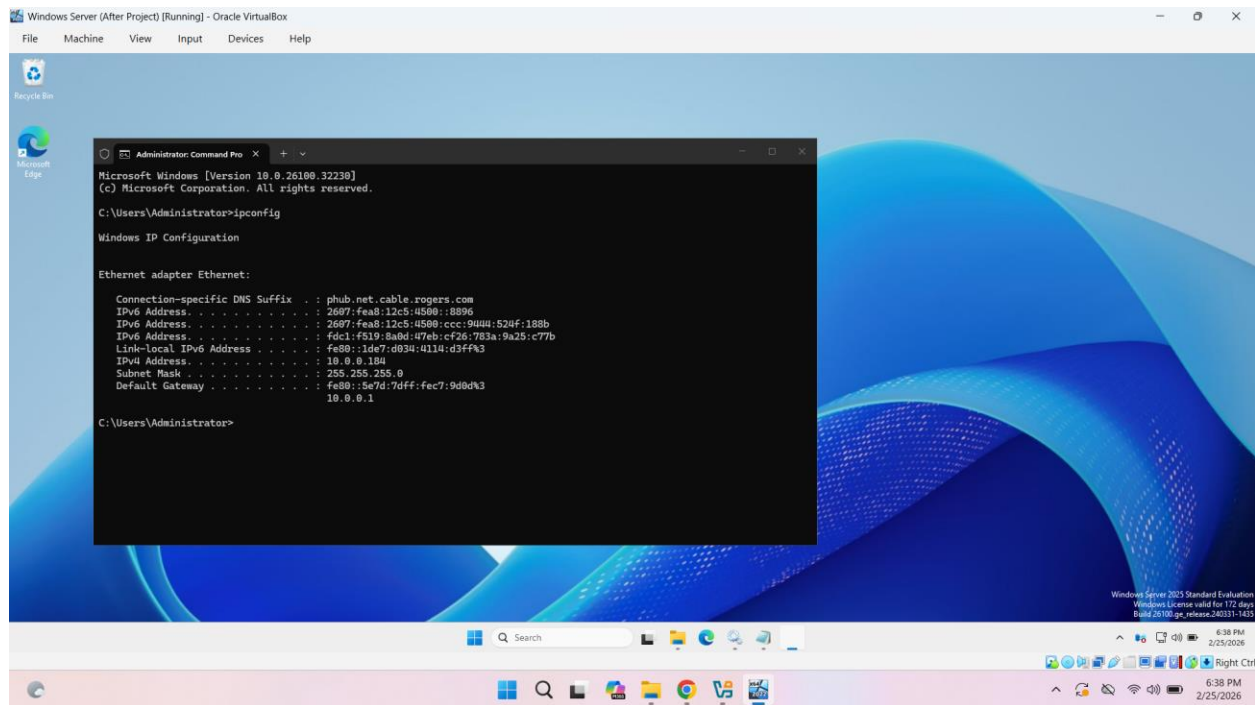 Windows Server (After Project) [Running] - Oracle VirtualBox
File Machine View Input Devices Help
Recycle Bin
Microsoft
Edge
Administrator: Command Pro
Microsoft Windows [Version 10.0.26100.32230]
(c) Microsoft Corporation. All rights reserved.
C:\Users\Administrator>ipconfig
Windows IP Configuration
Ethernet adapter Ethernet:
Connection-specific DNS Suffix . : phub.net.cable.rogers.com
IPv6 Address. . . . . . . . . . . : 2607:fea8:12c5:4500::8896
IPv6 Address. . . . . . . . . . . : 2607:fea8:12c5:4500:ccc:9444:524f:188b
IPv6 Address. . . . . . . . . . . : fdc1:f519:8a0d:47eb:cf26:783a:9a25:c77b
Link-local IPv6 Address . . . . . : fe80::1de7:d034:4114:d3ff%3
IPv4 Address. . . . . . . . . . . : 10.0.0.184
Subnet Mask . . . . . . . . . . . : 255.255.255.0
Default Gateway . . . . . . . . . : fe80::5e7d:7dff:fec7:9d0d%3
10.0.0.1
C:\Users\Administrator>
Windows Server 2025 Standard Evaluation
Windows License valid for 172 days
Build 26100.ge_release.240331-1435
Search
6:38 PM
2/25/2026
Right Ctrl
6:38 PM
2/25/2026